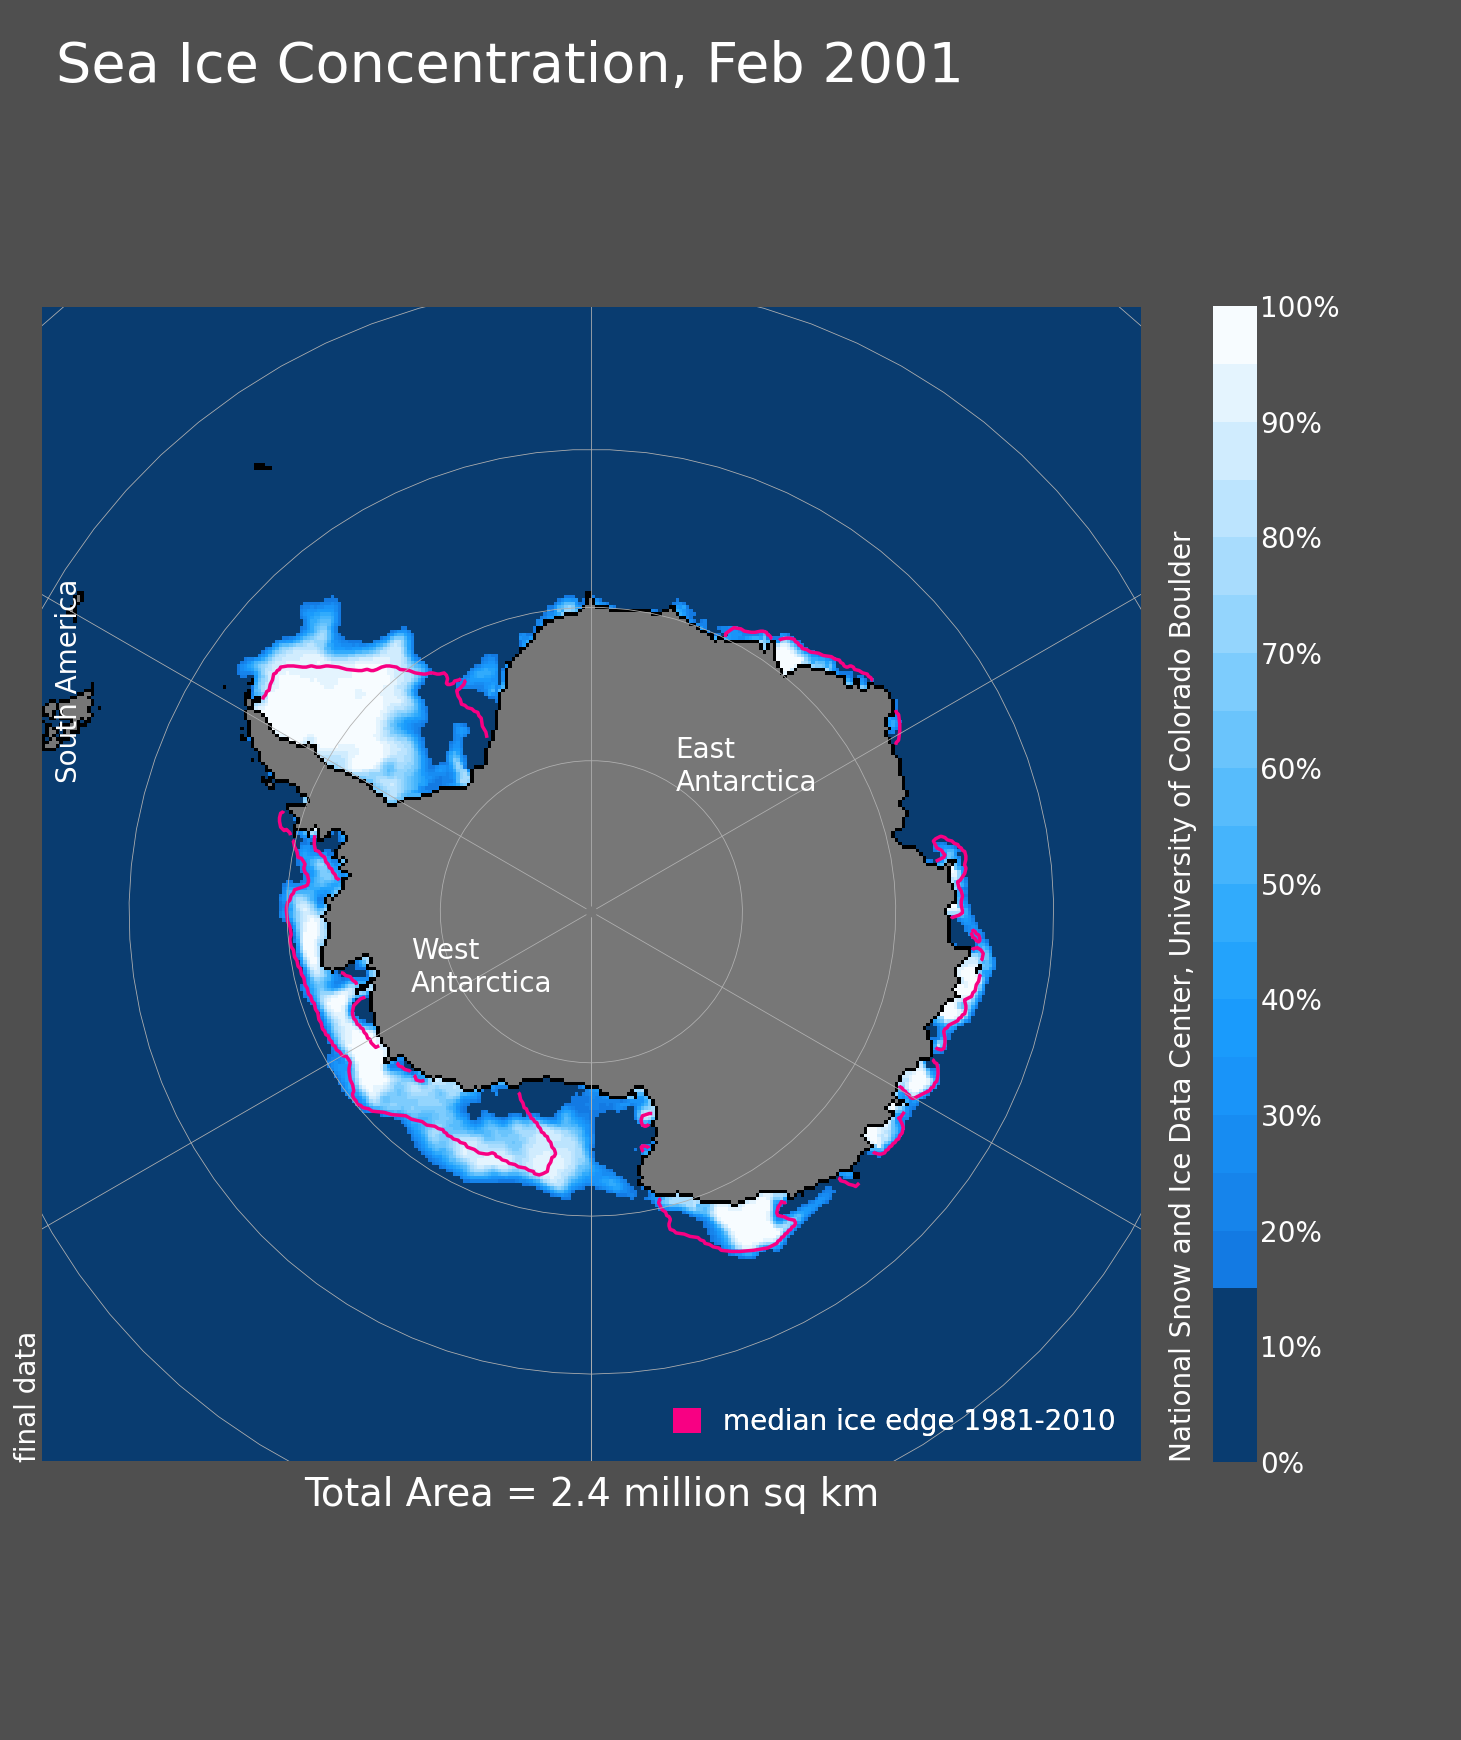 Sea Ice Concentration, Feb 2001
South America
East
Antarctica
West
Antarctica
median ice edge 1981-2010
final data
Total Area = 2.4 million sq km
National Snow and Ice Data Center, University of Colorado Boulder
100%
90%
80%
70%
60%
50%
40%
30%
20%
10%
0%